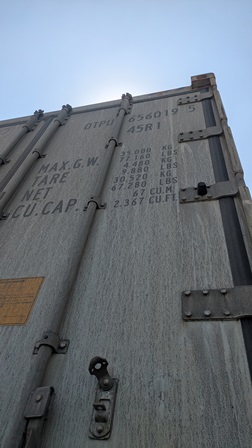 OTPU 656019 5
45R1
MAX.G.W. 35.000 KG
77.160 LBS
TARE 4.480 KG
9.880 LBS
NET 30.520 KG
67.280 LBS
CU.CAP. 67 CU.M.
2.367 CU.FT.